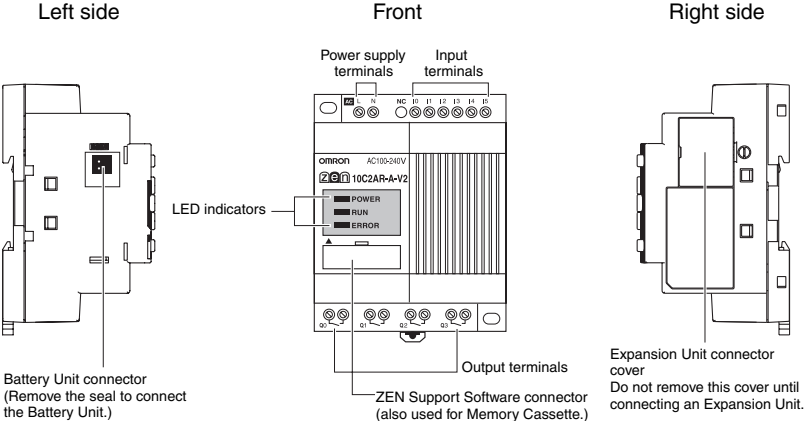 Left side
Front
Right side
Power supply
terminals
Input
terminals
AC L N NC I0 I1 I2 I3 I4 I5
OMRON AC100-240V
ZEN 10C2AR-A-V2
LED indicators
POWER
RUN
ERROR
Q0 Q1 Q2 Q3
Output terminals
Battery Unit connector
(Remove the seal to connect
the Battery Unit.)
ZEN Support Software connector
(also used for Memory Cassette.)
Expansion Unit connector
cover
Do not remove this cover until
connecting an Expansion Unit.